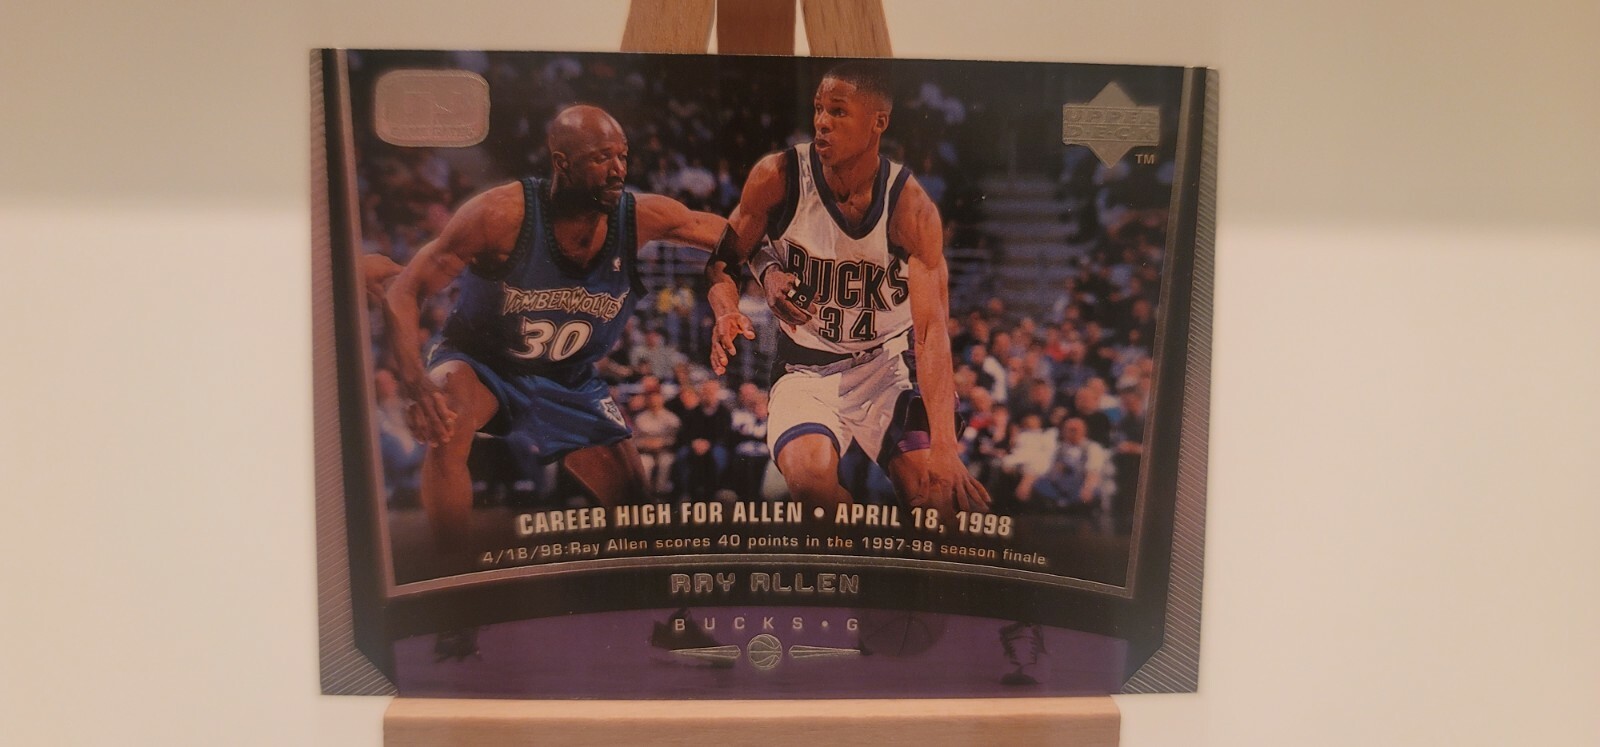 UPPER
DECK
TM
TIMBERWOLVES
30
BUCKS
34
CAREER HIGH FOR ALLEN • APRIL 18, 1998
4/18/98:Ray Allen scores 40 points in the 1997-98 season finale
RAY ALLEN
BUCKS • G